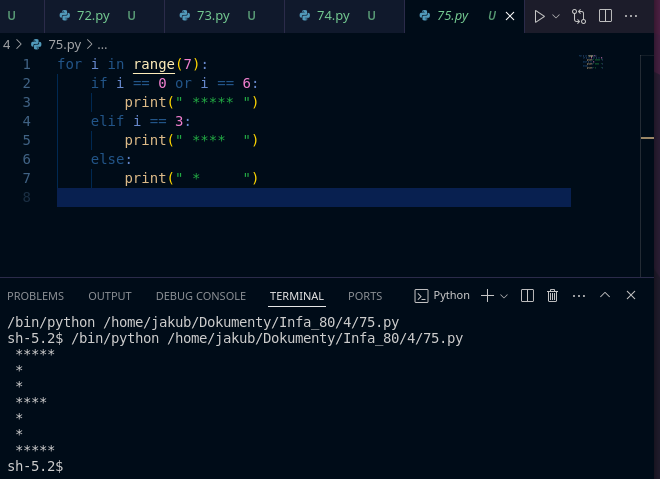 U 72.py U 73.py U 74.py U 75.py U
4 > 75.py > ...
1 for i in range(7):
2     if i == 0 or i == 6:
3         print(" ***** ")
4     elif i == 3:
5         print(" ****  ")
6     else:
7         print(" *     ")
8
PROBLEMS OUTPUT DEBUG CONSOLE TERMINAL PORTS Python
/bin/python /home/jakub/Dokumenty/Infa_80/4/75.py
sh-5.2$ /bin/python /home/jakub/Dokumenty/Infa_80/4/75.py
 *****
 *
 *
 ****
 *
 *
 *****
sh-5.2$